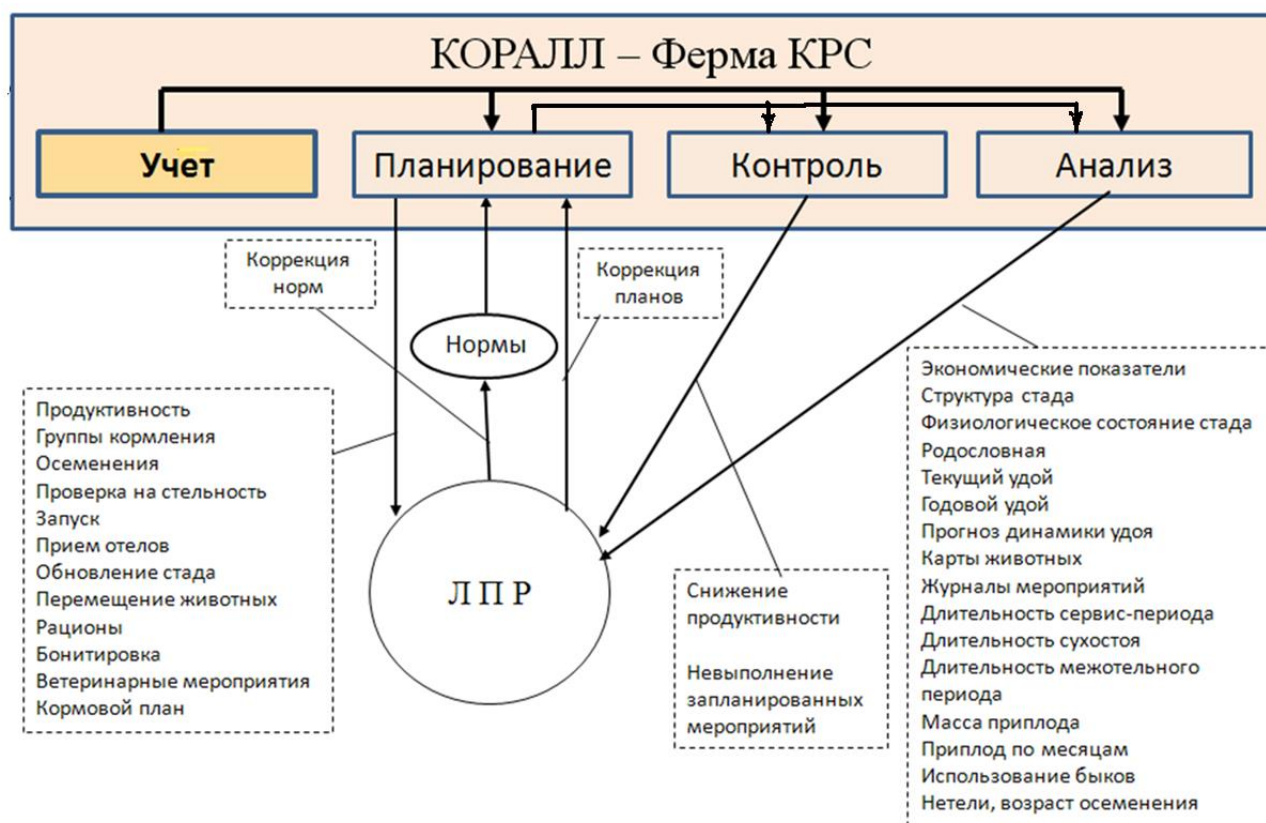 КОРАЛЛ – Ферма КРС
Учет
Планирование
Контроль
Анализ
Коррекция
норм
Коррекция
планов
Нормы
Продуктивность
Группы кормления
Осеменения
Проверка на стельность
Запуск
Прием отелов
Обновление стада
Перемещение животных
Рационы
Бонитировка
Ветеринарные мероприятия
Кормовой план
Л П Р
Снижение
продуктивности
Невыполнение
запланированных
мероприятий
Экономические показатели
Структура стада
Физиологическое состояние стада
Родословная
Текущий удой
Годовой удой
Прогноз динамики удоя
Карты животных
Журналы мероприятий
Длительность сервис-периода
Длительность сухостоя
Длительность межотельного
периода
Масса приплода
Приплод по месяцам
Использование быков
Нетели, возраст осеменения